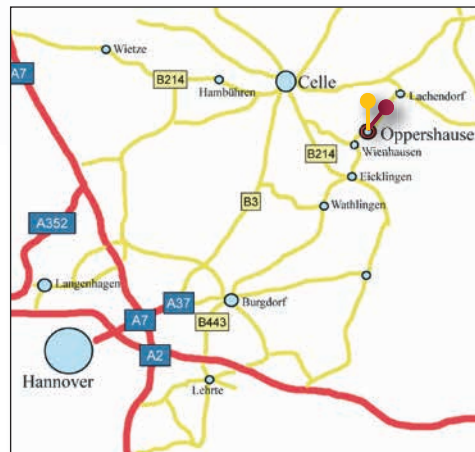 Wietze
A7
B214
Celle
Hambühren
Lachendorf
Oppershause
B214
Wienhausen
Eicklingen
B3
Wathlingen
A352
Langenhagen
A37
Burgdorf
A7
B443
A2
Hannover
Lehrte